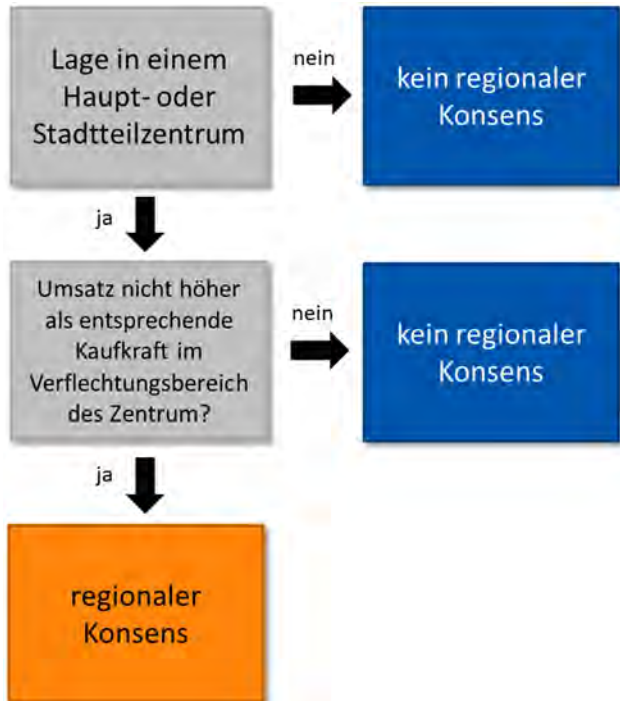 Lage in einem
Haupt- oder
Stadtteilzentrum
nein
kein regionaler
Konsens
ja
Umsatz nicht höher
als entsprechende
Kaufkraft im
Verflechtungsbereich
des Zentrum?
nein
kein regionaler
Konsens
ja
regionaler
Konsens